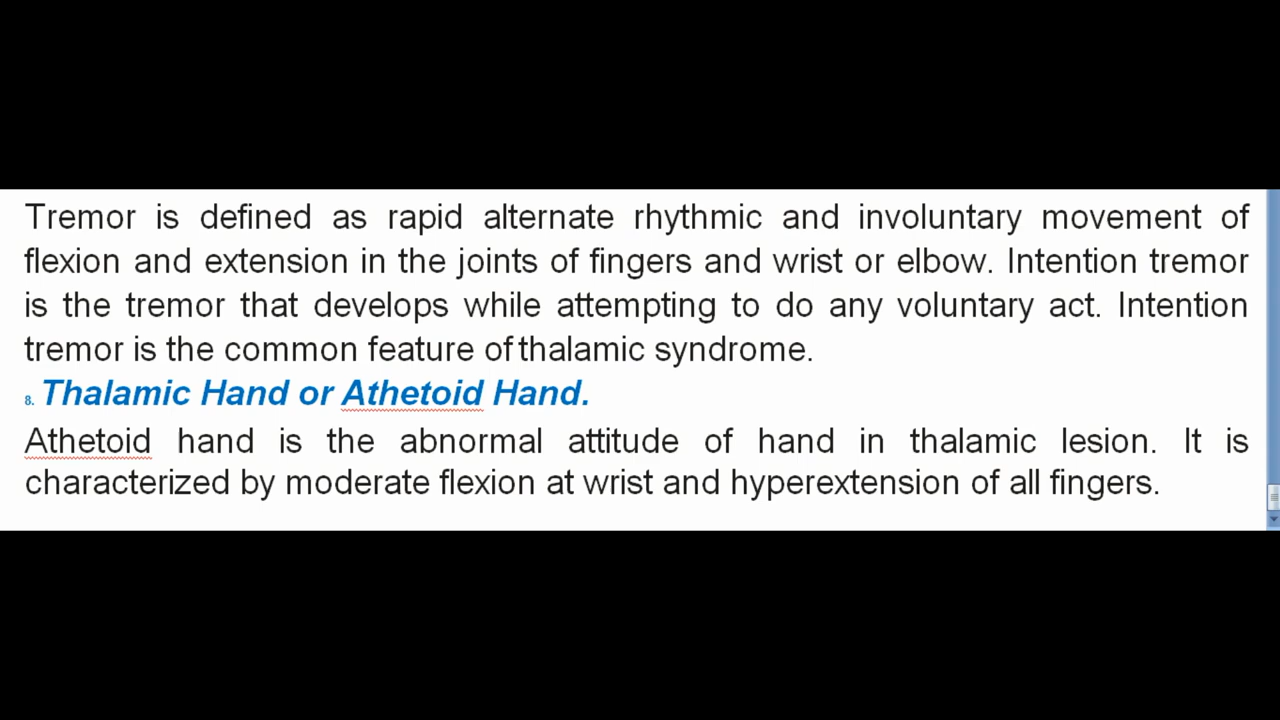 Tremor is defined as rapid alternate rhythmic and involuntary movement of
flexion and extension in the joints of fingers and wrist or elbow. Intention tremor
is the tremor that develops while attempting to do any voluntary act. Intention
tremor is the common feature of thalamic syndrome.
8. Thalamic Hand or Athetoid Hand.
Athetoid hand is the abnormal attitude of hand in thalamic lesion. It is
characterized by moderate flexion at wrist and hyperextension of all fingers.